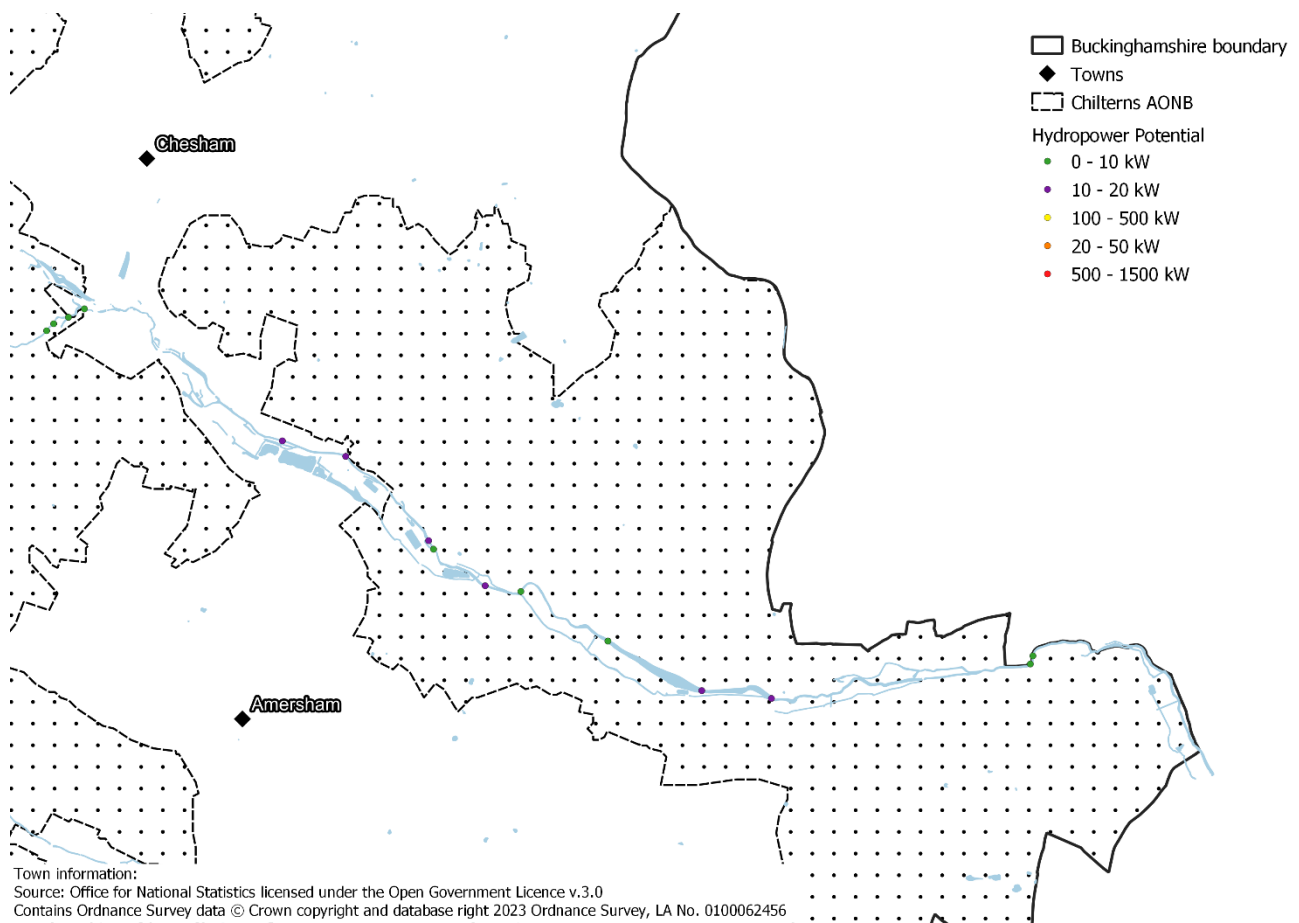 Buckinghamshire boundary
Towns
Chilterns AONB
Hydropower Potential
0 - 10 kW
10 - 20 kW
100 - 500 kW
20 - 50 kW
500 - 1500 kW
Chesham
Amersham
Town information:
Source: Office for National Statistics licensed under the Open Government Licence v.3.0
Contains Ordnance Survey data © Crown copyright and database right 2023 Ordnance Survey, LA No. 0100062456